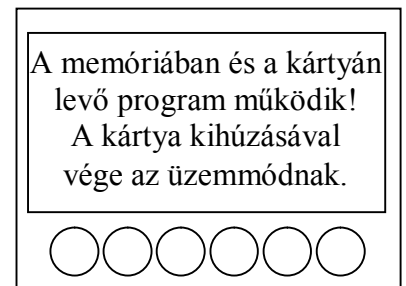 A memóriában és a kártyán
levő program működik!
A kártya kihúzásával
vége az üzemmódnak.